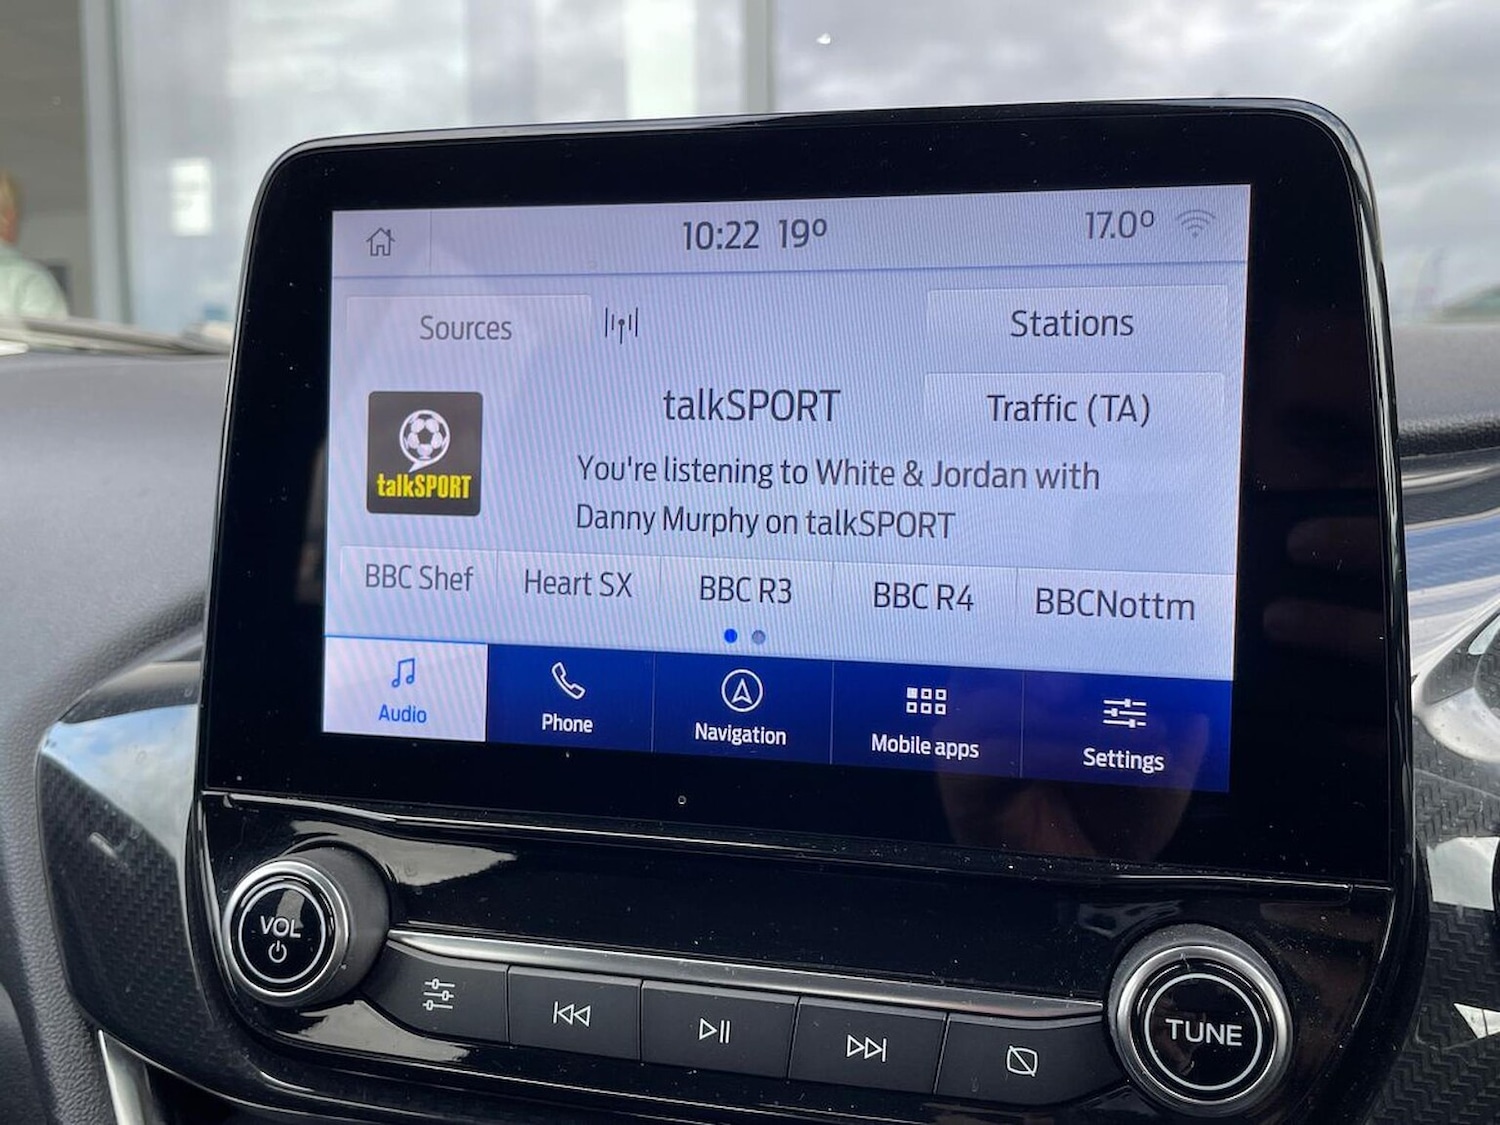 10:22 19°
17.0°
Sources
Stations
talkSPORT
Traffic (TA)
talkSPORT
You're listening to White & Jordan with
Danny Murphy on talkSPORT
BBC Shef
Heart SX
BBC R3
BBC R4
BBCNottm
Audio
Phone
Navigation
Mobile apps
Settings
VOL
TUNE